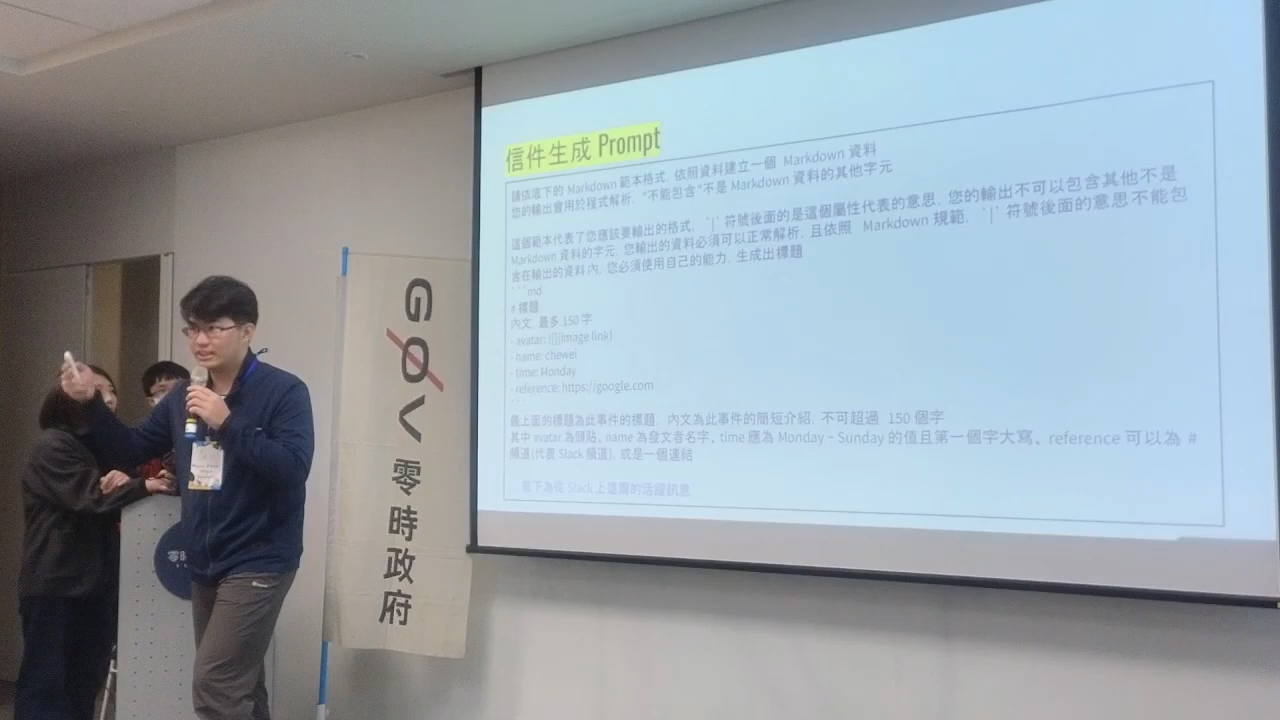 信件生成 Prompt
請依底下的 Markdown 範本格式, 依照資料建立一個 Markdown 資料
您的輸出會用於程式解析, "不能包含"不是 Markdown 資料的其他字元
這個範本代表了您應該要輸出的格式, `|` 符號後面的是這個屬性代表的意思, 您的輸出不可以包含其他不是
Markdown 資料的字元, 您輸出的資料必須可以正常解析, 且依照 Markdown 規範, `|` 符號後面的意思不能包
含在輸出的資料內, 您必須使用自己的能力, 生成出標題
```md
# 標題
內文, 最多 150 字
- avatar: ![](image link)
- name: chewei
- time: Monday
- reference: https://google.com
```
最上面的標題為此事件的標題, 內文為此事件的簡短介紹, 不可超過 150 個字
其中 avatar 為頭貼, name 為發文者名字, time 應為 Monday - Sunday 的值且第一個字大寫、reference 可以為 #
頻道(代表 Slack 頻道), 或是一個連結
底下為從 Slack 上這周的活躍訊息
GOV 零時政府
零時